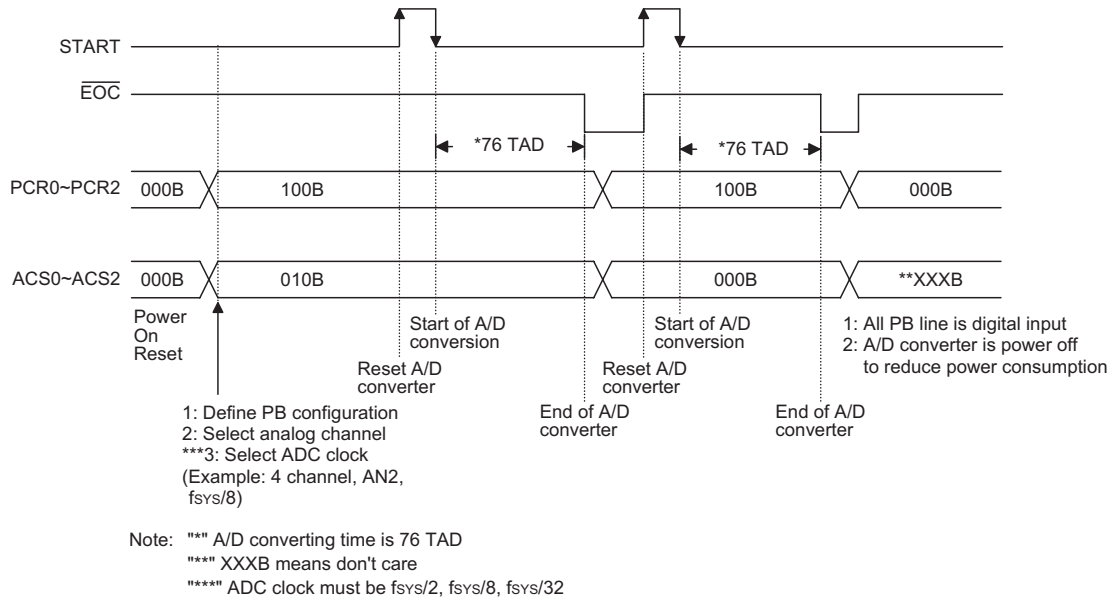 START
EOC
*76 TAD
*76 TAD
PCR0~PCR2
000B
100B
100B
000B
ACS0~ACS2
000B
010B
000B
**XXXB
Power
On
Reset
Start of A/D
conversion
Start of A/D
conversion
1: All PB line is digital input
2: A/D converter is power off
to reduce power consumption
Reset A/D
converter
Reset A/D
converter
1: Define PB configuration
2: Select analog channel
***3: Select ADC clock
(Example: 4 channel, AN2,
fSYS/8)
End of A/D
converter
End of A/D
converter
Note: "*" A/D converting time is 76 TAD
"**" XXXB means don't care
"***" ADC clock must be fSYS/2, fSYS/8, fSYS/32